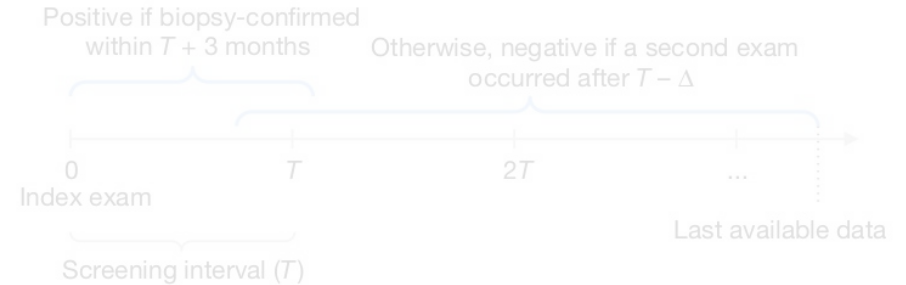 Positive if biopsy-confirmed
within T + 3 months
Otherwise, negative if a second exam
occurred after T – Δ
0
T
2T
...
Index exam
Last available data
Screening interval (T)